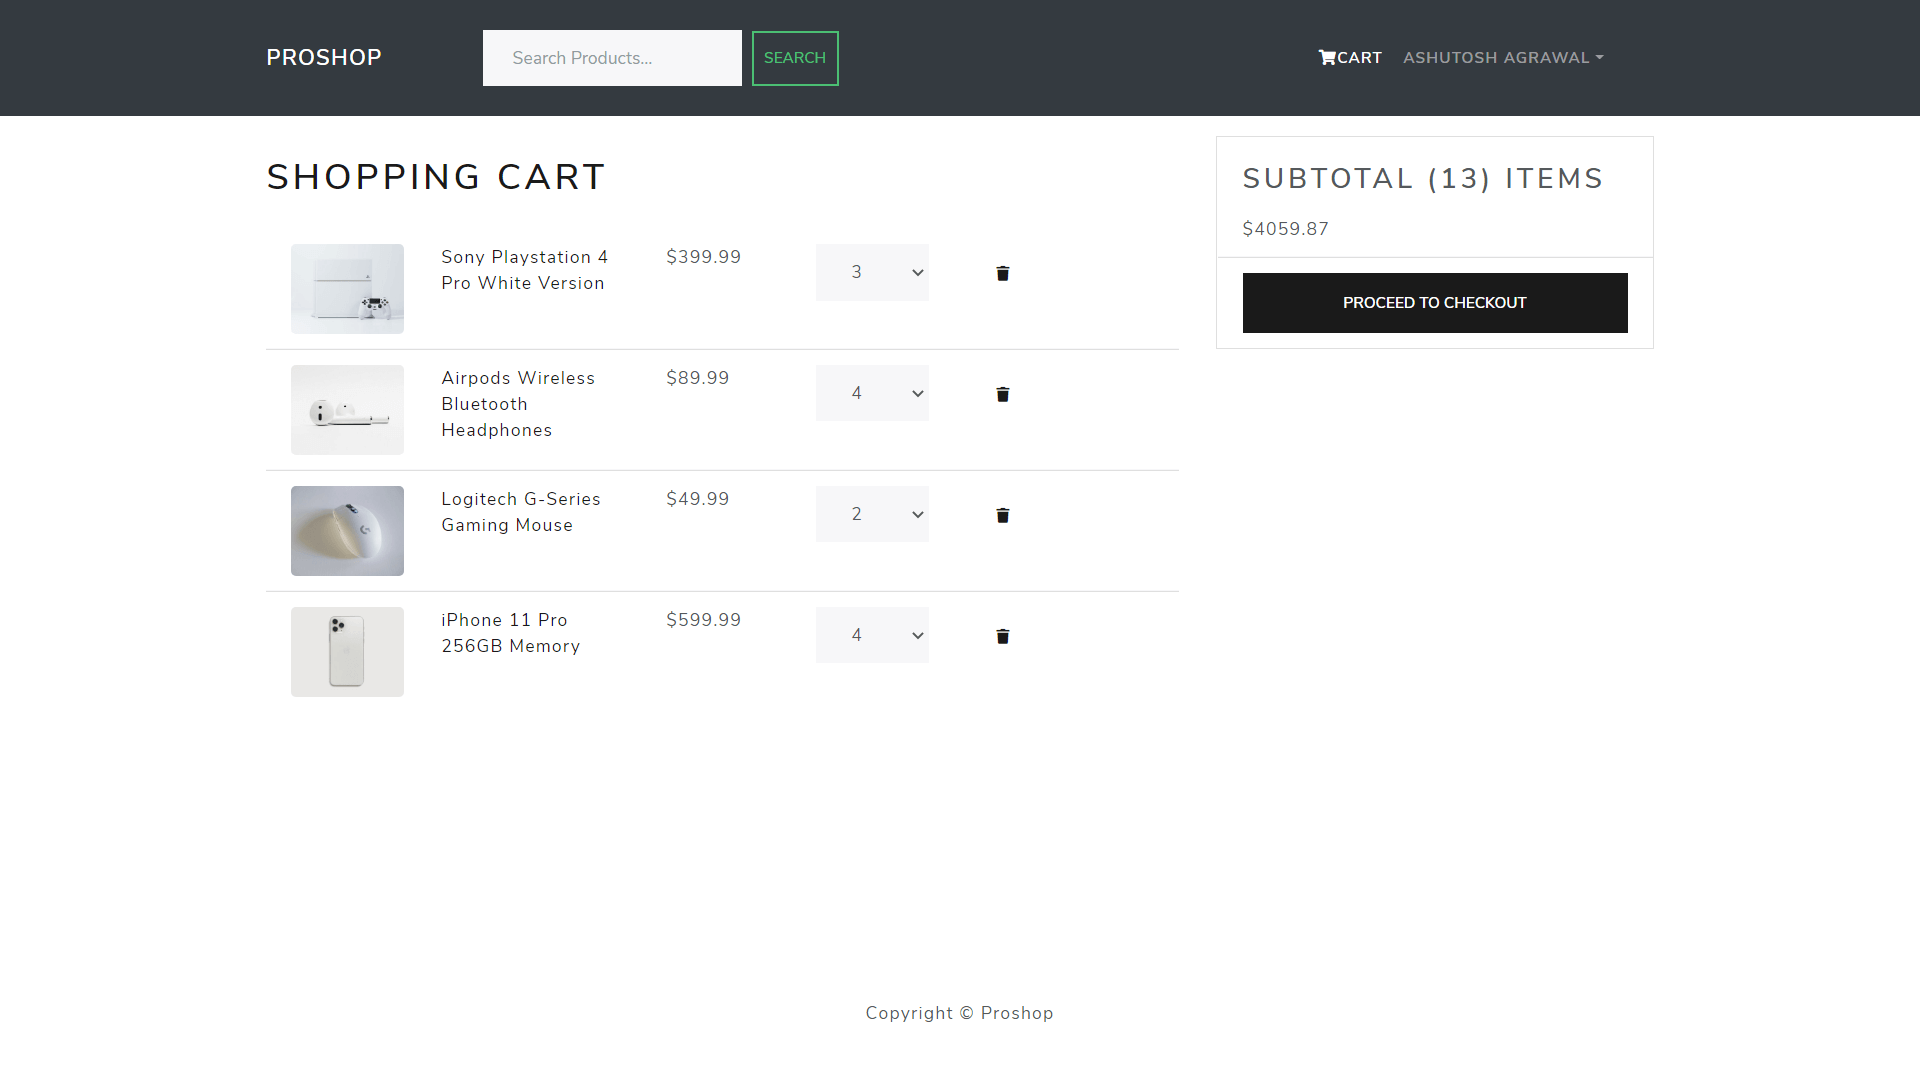 PROSHOP
Search Products...
SEARCH
CART
ASHUTOSH AGRAWAL
SHOPPING CART
Sony Playstation 4
Pro White Version
$399.99
3
Airpods Wireless
Bluetooth
Headphones
$89.99
4
Logitech G-Series
Gaming Mouse
$49.99
2
iPhone 11 Pro
256GB Memory
$599.99
4
SUBTOTAL (13) ITEMS
$4059.87
PROCEED TO CHECKOUT
Copyright © Proshop